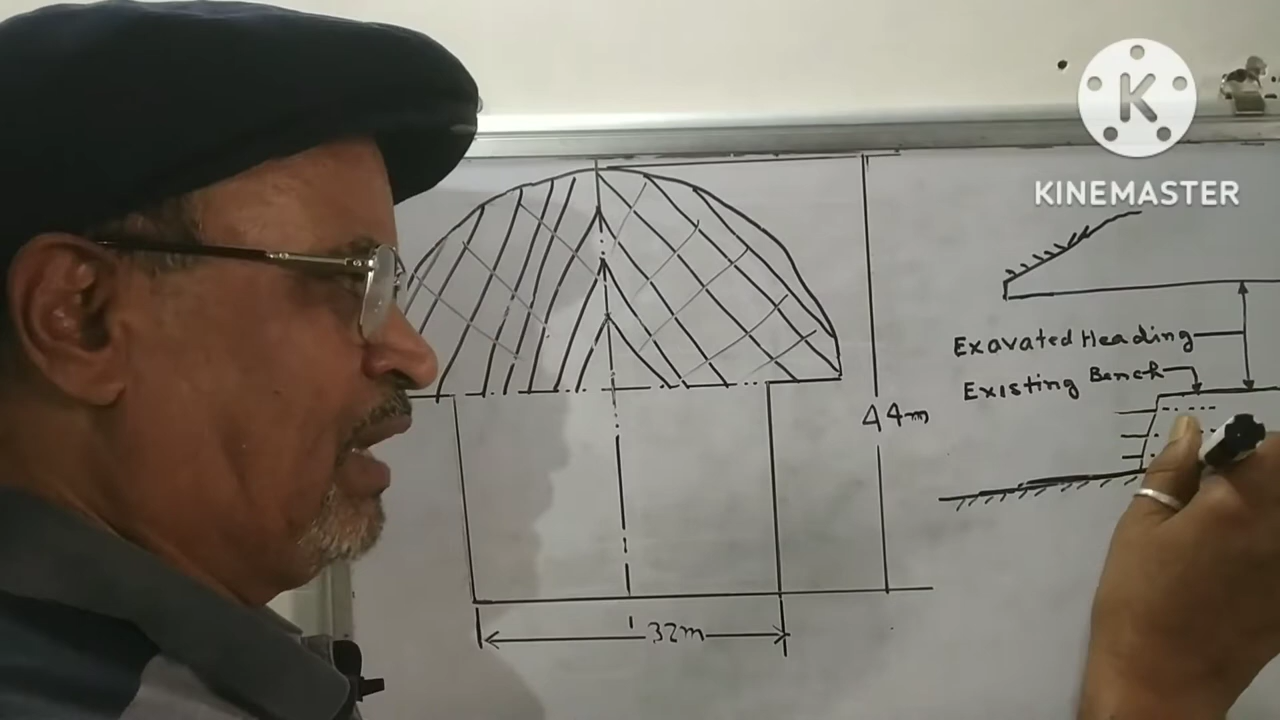 K
KINEMASTER
Exavated Heading
Existing Bench
44m
32m